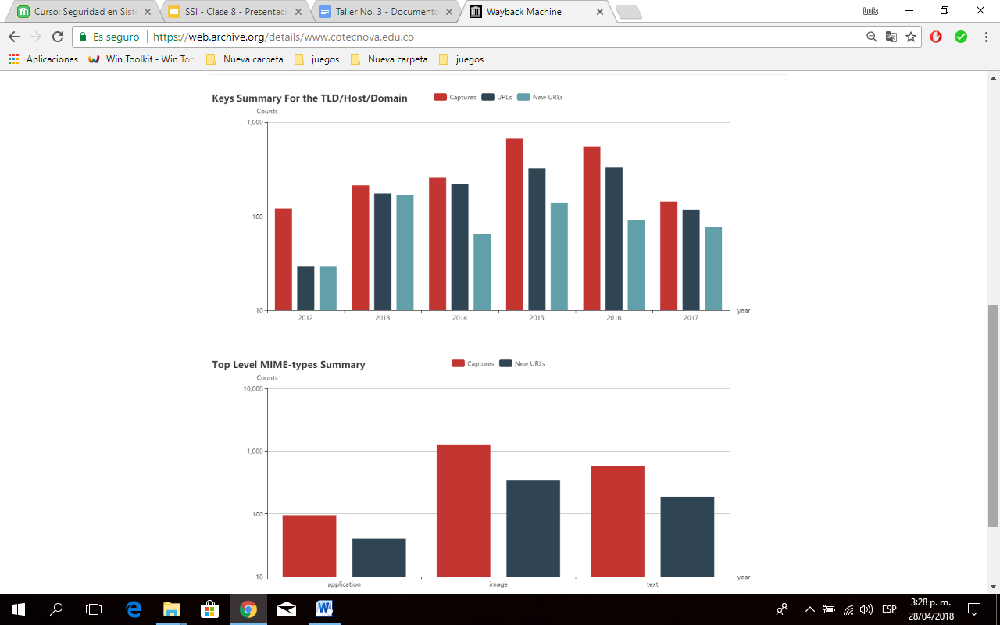 Curso: Seguridad en Siste
SSI - Clase 8 - Presentaci
Taller No. 3 - Documento
Wayback Machine
Luis
Es seguro
https://web.archive.org/details/www.cotecnova.edu.co
Aplicaciones
Win Toolkit - Win Too
Nueva carpeta
juegos
Nueva carpeta
juegos
Keys Summary For the TLD/Host/Domain
Captures URLs New URLs
Counts
1,000
100
10
2012 2013 2014 2015 2016 2017
year
Top Level MIME-types Summary
Captures New URLs
Counts
10,000
1,000
100
10
application image text
year
ESP
3:28 p. m.
28/04/2018